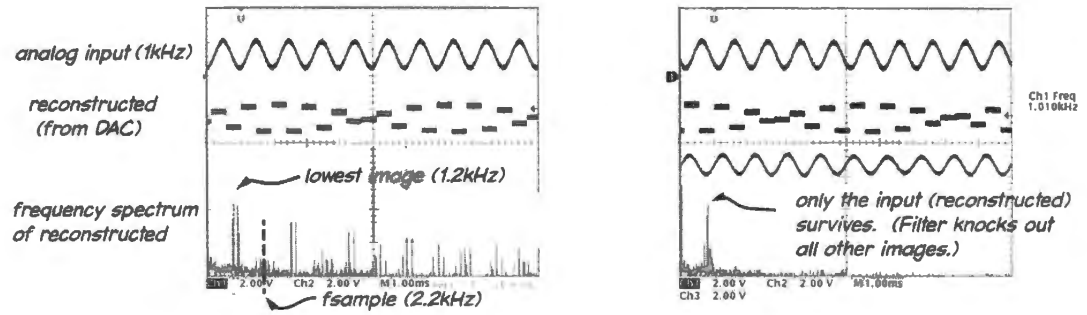 analog input (1kHz)
reconstructed
(from DAC)
lowest image (1.2kHz)
frequency spectrum
of reconstructed
2.00 V Ch2 2.00 V M 1.00ms
fsample (2.2kHz)
Ch1 Freq
1.010kHz
only the input (reconstructed)
survives. (Filter knocks out
all other images.)
2.00 V Ch2 2.00 V M 1.00ms
Ch3 2.00 V